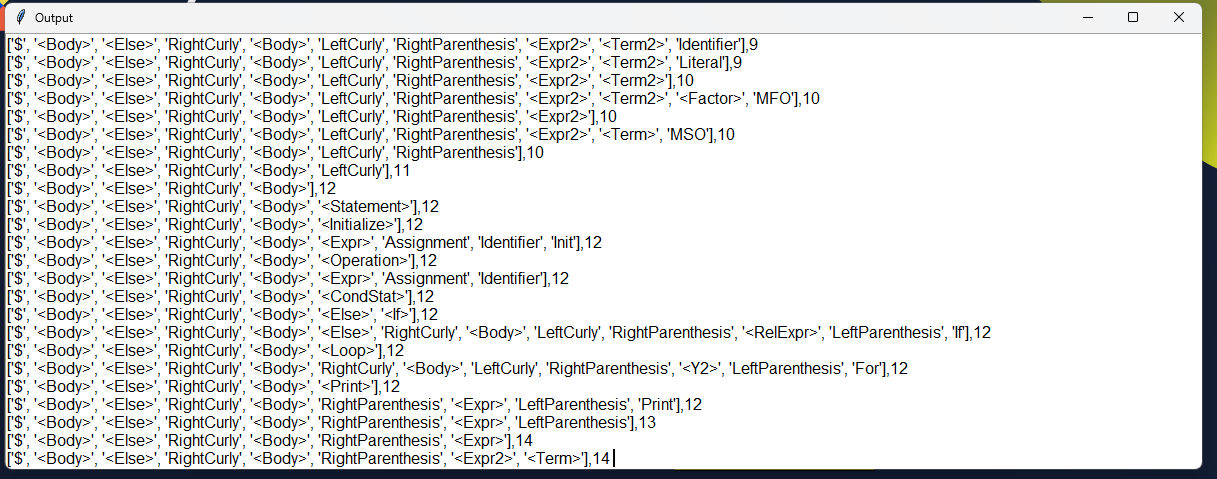 Output
['$', '<Body>', '<Else>', 'RightCurly', '<Body>', 'LeftCurly', 'RightParenthesis', '<Expr2>', '<Term2>', 'Identifier'],9
['$', '<Body>', '<Else>', 'RightCurly', '<Body>', 'LeftCurly', 'RightParenthesis', '<Expr2>', '<Term2>', 'Literal'],9
['$', '<Body>', '<Else>', 'RightCurly', '<Body>', 'LeftCurly', 'RightParenthesis', '<Expr2>', '<Term2>'],10
['$', '<Body>', '<Else>', 'RightCurly', '<Body>', 'LeftCurly', 'RightParenthesis', '<Expr2>', '<Term2>', '<Factor>', 'MFO'],10
['$', '<Body>', '<Else>', 'RightCurly', '<Body>', 'LeftCurly', 'RightParenthesis', '<Expr2>'],10
['$', '<Body>', '<Else>', 'RightCurly', '<Body>', 'LeftCurly', 'RightParenthesis', '<Expr2>', '<Term>', 'MSO'],10
['$', '<Body>', '<Else>', 'RightCurly', '<Body>', 'LeftCurly', 'RightParenthesis'],10
['$', '<Body>', '<Else>', 'RightCurly', '<Body>', 'LeftCurly'],11
['$', '<Body>', '<Else>', 'RightCurly', '<Body>'],12
['$', '<Body>', '<Else>', 'RightCurly', '<Body>', '<Statement>'],12
['$', '<Body>', '<Else>', 'RightCurly', '<Body>', '<Initialize>'],12
['$', '<Body>', '<Else>', 'RightCurly', '<Body>', '<Expr>', 'Assignment', 'Identifier', 'Init'],12
['$', '<Body>', '<Else>', 'RightCurly', '<Body>', '<Operation>'],12
['$', '<Body>', '<Else>', 'RightCurly', '<Body>', '<Expr>', 'Assignment', 'Identifier'],12
['$', '<Body>', '<Else>', 'RightCurly', '<Body>', '<CondStat>'],12
['$', '<Body>', '<Else>', 'RightCurly', '<Body>', '<Else>', '<If>'],12
['$', '<Body>', '<Else>', 'RightCurly', '<Body>', '<Else>', 'RightCurly', '<Body>', 'LeftCurly', 'RightParenthesis', '<RelExpr>', 'LeftParenthesis', 'If'],12
['$', '<Body>', '<Else>', 'RightCurly', '<Body>', '<Loop>'],12
['$', '<Body>', '<Else>', 'RightCurly', '<Body>', 'RightCurly', '<Body>', 'LeftCurly', 'RightParenthesis', '<Y2>', 'LeftParenthesis', 'For'],12
['$', '<Body>', '<Else>', 'RightCurly', '<Body>', '<Print>'],12
['$', '<Body>', '<Else>', 'RightCurly', '<Body>', 'RightParenthesis', '<Expr>', 'LeftParenthesis', 'Print'],12
['$', '<Body>', '<Else>', 'RightCurly', '<Body>', 'RightParenthesis', '<Expr>', 'LeftParenthesis'],13
['$', '<Body>', '<Else>', 'RightCurly', '<Body>', 'RightParenthesis', '<Expr>'],14
['$', '<Body>', '<Else>', 'RightCurly', '<Body>', 'RightParenthesis', '<Expr2>', '<Term>'],14